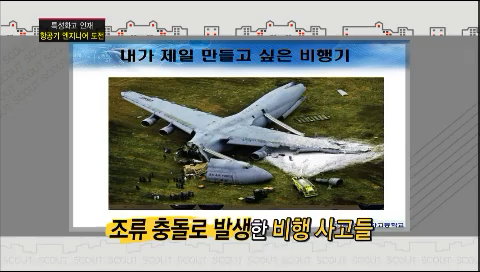 특성화고 인재
항공기 엔지니어 도전
내가 제일 만들고 싶은 비행기
조류 충돌로 발생한 비행 사고들